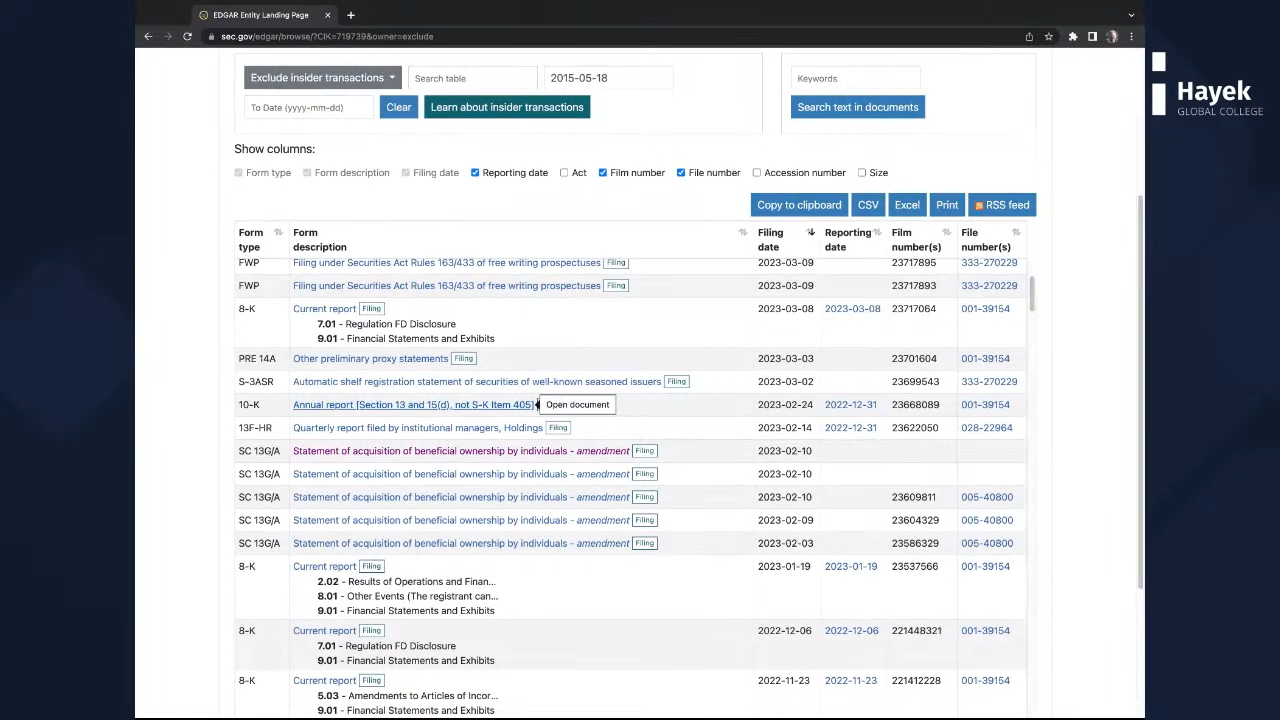 EDGAR Entity Landing Page
sec.gov/edgar/browse/?CIK=719739&owner=exclude
Hayek
GLOBAL COLLEGE
Exclude insider transactions Search table 2015-05-18 Keywords
To Date (yyyy-mm-dd) Clear Learn about insider transactions Search text in documents
Show columns:
Form type Form description Filing date Reporting date Act Film number File number Accession number Size
Copy to clipboard CSV Excel Print RSS feed
Form type Form description Filing date Reporting date Film number(s) File number(s)
FWP Filing under Securities Act Rules 163/433 of free writing prospectuses Filing 2023-03-09 23717895 333-270229
FWP Filing under Securities Act Rules 163/433 of free writing prospectuses Filing 2023-03-09 23717893 333-270229
8-K Current report Filing 2023-03-08 2023-03-08 23717064 001-39154
7.01 - Regulation FD Disclosure
9.01 - Financial Statements and Exhibits
PRE 14A Other preliminary proxy statements Filing 2023-03-03 23701604 001-39154
S-3ASR Automatic shelf registration statement of securities of well-known seasoned issuers Filing 2023-03-02 23699543 333-270229
10-K Annual report [Section 13 and 15(d), not S-K Item 405] Open document 2023-02-24 2022-12-31 23668089 001-39154
13F-HR Quarterly report filed by institutional managers, Holdings Filing 2023-02-14 2022-12-31 23622050 028-22964
SC 13G/A Statement of acquisition of beneficial ownership by individuals - amendment Filing 2023-02-10
SC 13G/A Statement of acquisition of beneficial ownership by individuals - amendment Filing 2023-02-10
SC 13G/A Statement of acquisition of beneficial ownership by individuals - amendment Filing 2023-02-10 23609811 005-40800
SC 13G/A Statement of acquisition of beneficial ownership by individuals - amendment Filing 2023-02-09 23604329 005-40800
SC 13G/A Statement of acquisition of beneficial ownership by individuals - amendment Filing 2023-02-03 23586329 005-40800
8-K Current report Filing 2023-01-19 2023-01-19 23537566 001-39154
2.02 - Results of Operations and Finan...
8.01 - Other Events (The registrant can...
9.01 - Financial Statements and Exhibits
8-K Current report Filing 2022-12-06 2022-12-06 221448321 001-39154
7.01 - Regulation FD Disclosure
9.01 - Financial Statements and Exhibits
8-K Current report Filing 2022-11-23 2022-11-23 221412228 001-39154
5.03 - Amendments to Articles of Incor...
9.01 - Financial Statements and Exhibits